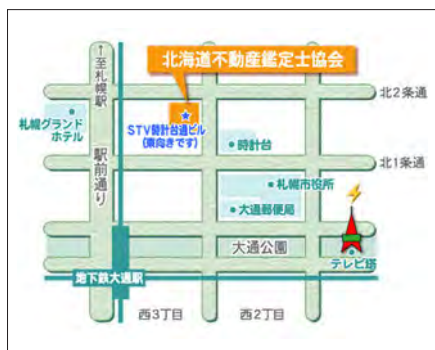 北海道不動産鑑定士協会
↑至札幌駅
北2条通
札幌グランド
ホテル
STV時計台通ビル
(東向きです)
時計台
駅前通り
北1条通
札幌市役所
大通郵便局
大通公園
テレビ塔
地下鉄大通駅
西3丁目
西2丁目